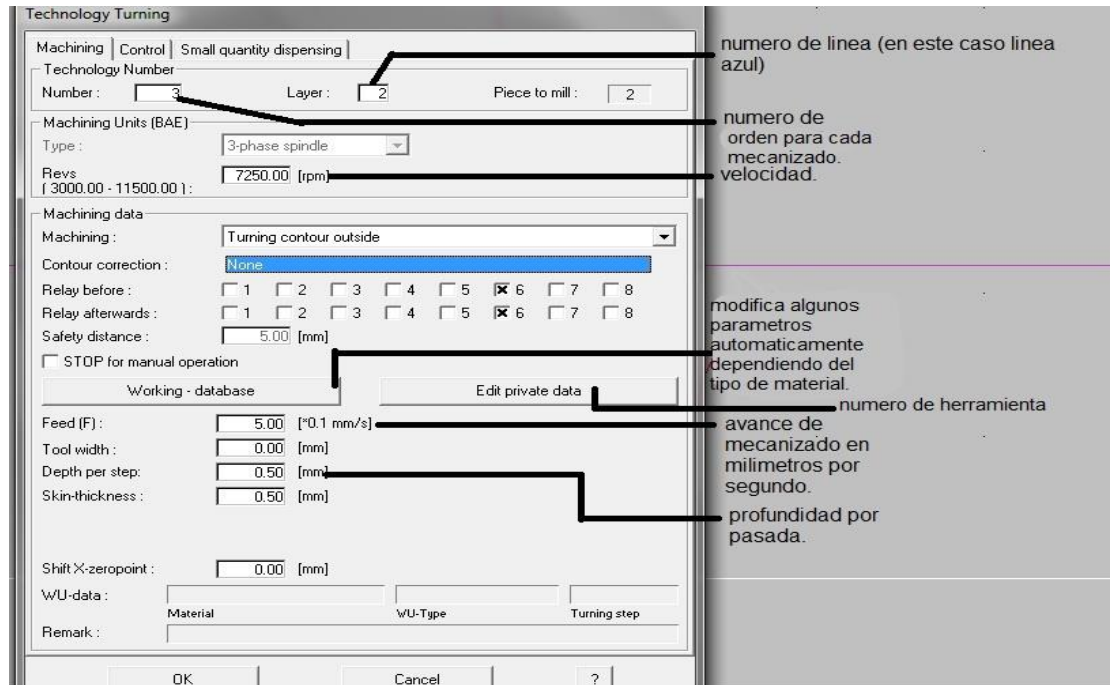 Technology Turning
Machining Control Small quantity dispensing
Technology Number
Number : 3 Layer : 2 Piece to mill : 2
Machining Units (BAE)
Type : 3-phase spindle
Revs
( 3000.00 - 11500.00 ) : 7250.00 [rpm]
Machining data
Machining : Turning contour outside
Contour correction : None
Relay before : 1 2 3 4 5 6 7 8
Relay afterwards : 1 2 3 4 5 6 7 8
Safety distance : 5.00 [mm]
STOP for manual operation
Working - database Edit private data
Feed (F) : 5.00 [*0.1 mm/s]
Tool width : 0.00 [mm]
Depth per step: 0.50 [mm]
Skin-thickness : 0.50 [mm]
Shift X-zeropoint : 0.00 [mm]
WU-data :
Material WU-Type Turning step
Remark :
OK Cancel ?
numero de linea (en este caso linea
azul)
numero de
orden para cada
mecanizado.
velocidad.
modifica algunos
parametros
automaticamente
dependiendo del
tipo de material.
numero de herramienta
avance de
mecanizado en
milimetros por
segundo.
profundidad por
pasada.